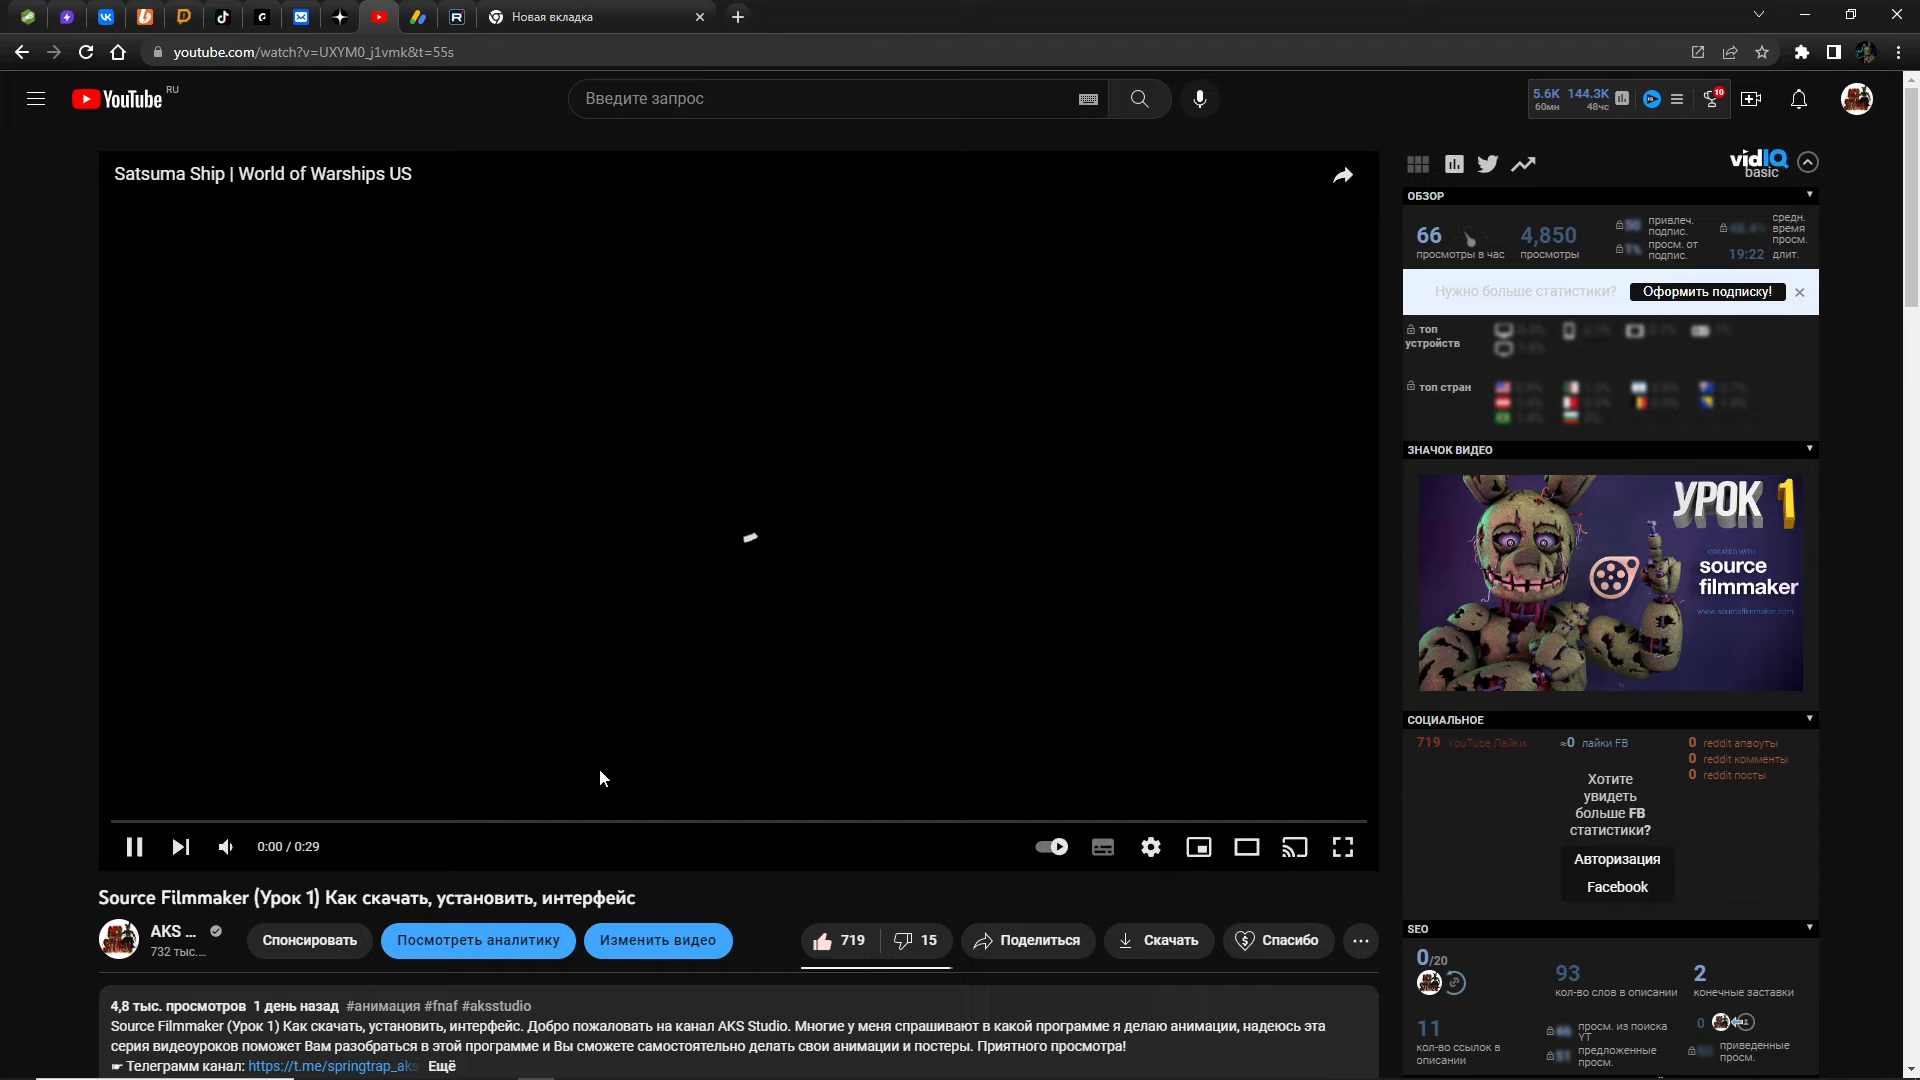 Новая вкладка
youtube.com/watch?v=UXYM0_j1vmk&t=55s
YouTube RU
Введите запрос
5.6K 144.3K
60мн 48чс
10
Satsuma Ship | World of Warships US
vidIQ
basic
ОБЗОР
66
просмотры в час
4,850
просмотры
привлеч.
подпис.
просм. от
подпис.
средн.
время
просм.
19:22 длит.
Нужно больше статистики?
Оформить подписку!
топ
устройств
топ стран
ЗНАЧОК ВИДЕО
УРОК 1
CREATED WITH
source
filmmaker
www.sourcefilmmaker.com
СОЦИАЛЬНОЕ
719 YouTube Лайки
≈0 лайки FB
0 reddit апвоуты
0 reddit комменты
0 reddit посты
Хотите
увидеть
больше FB
статистики?
Авторизация
Facebook
0:00 / 0:29
Source Filmmaker (Урок 1) Как скачать, установить, интерфейс
AKS ...
732 тыс....
Спонсировать
Посмотреть аналитику
Изменить видео
719
15
Поделиться
Скачать
Спасибо
4,8 тыс. просмотров 1 день назад #анимация #fnaf #aksstudio
Source Filmmaker (Урок 1) Как скачать, установить, интерфейс. Добро пожаловать на канал AKS Studio. Многие у меня спрашивают в какой программе я делаю анимации, надеюсь эта
серия видеоуроков поможет Вам разобраться в этой программе и Вы сможете самостоятельно делать свои анимации и постеры. Приятного просмотра!
☛ Телеграмм канал: https://t.me/springtrap_aks Ещё
SEO
0/20
93
кол-во слов в описании
2
конечные заставки
11
кол-во ссылок в
описании
просм. из поиска
YT
предложенные
просм.
0
приведенные
просм.